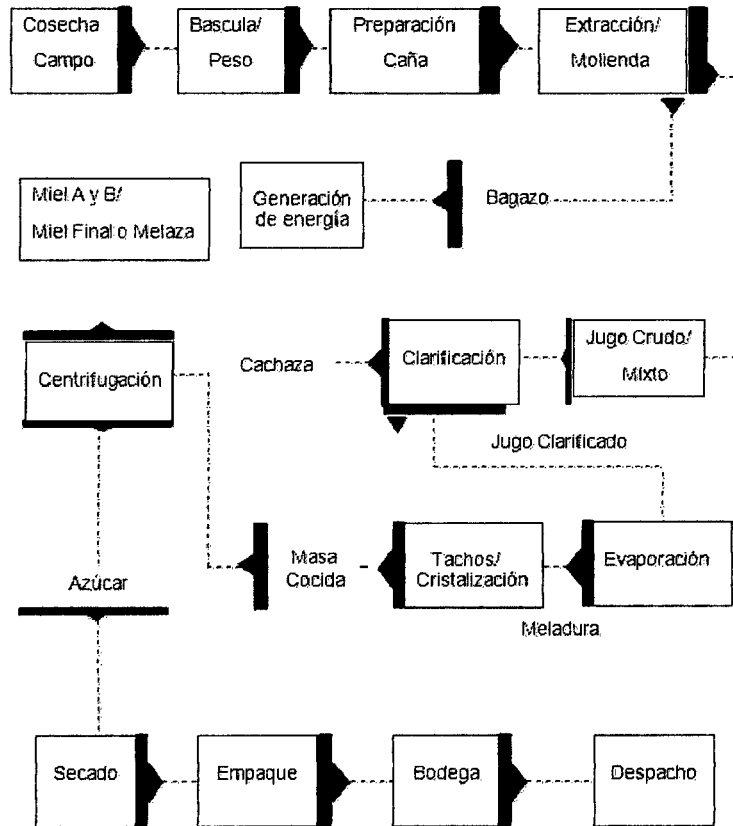 Cosecha
Campo
Bascula/
Peso
Preparación
Caña
Extracción/
Molienda
Miel A y B/
Miel Final o Melaza
Generación
de energía
Bagazo
Centrifugación
Cachaza
Clarificación
Jugo Crudo/
Mixto
Jugo Clarificado
Azúcar
Masa
Cocida
Tachos/
Cristalización
Evaporación
Meladura
Secado
Empaque
Bodega
Despacho